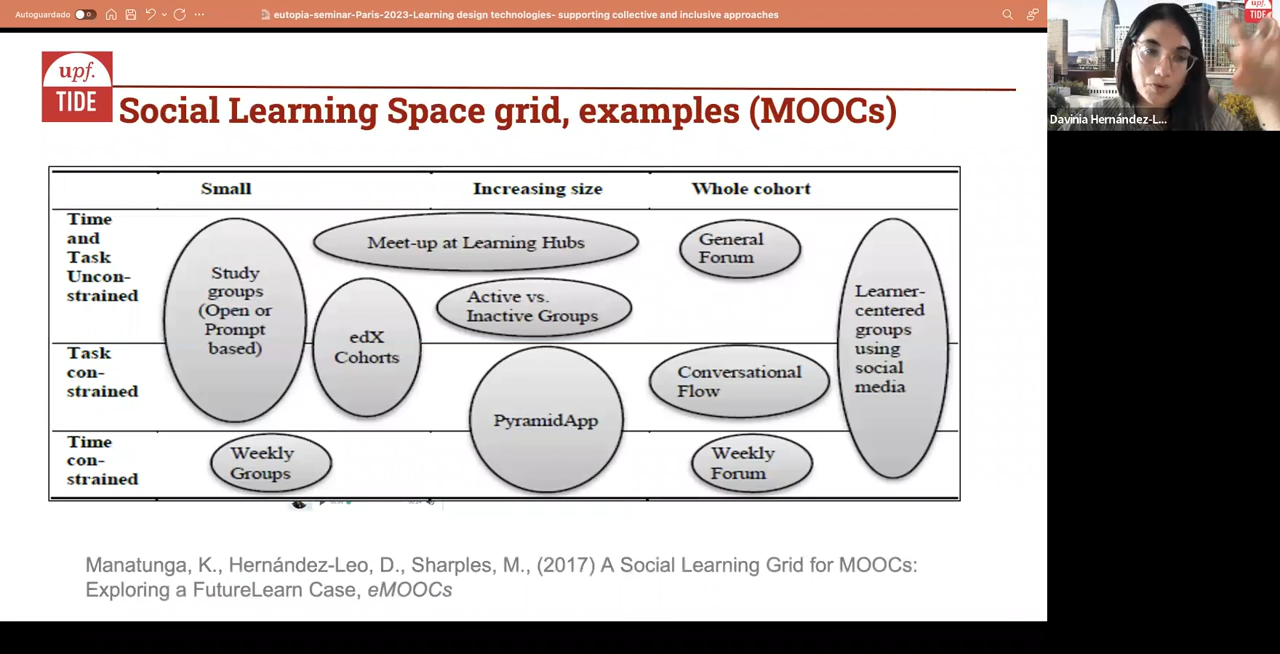 Autoguardado
eutopia-seminar-Paris-2023-Learning design technologies- supporting collective and inclusive approaches
upf.
TIDE
upf.
TIDE
Davinia Hernández-L...
Social Learning Space grid, examples (MOOCs)
Small
Increasing size
Whole cohort
Time
and
Task
Uncon-
strained
Study
groups
(Open or
Prompt
based)
Meet-up at Learning Hubs
edX
Cohorts
Active vs.
Inactive Groups
General
Forum
Learner-
centered
groups
using
social
media
Task
con-
strained
PyramidApp
Conversational
Flow
Time
con-
strained
Weekly
Groups
Weekly
Forum
Manatunga, K., Hernández-Leo, D., Sharples, M., (2017) A Social Learning Grid for MOOCs:
Exploring a FutureLearn Case, eMOOCs